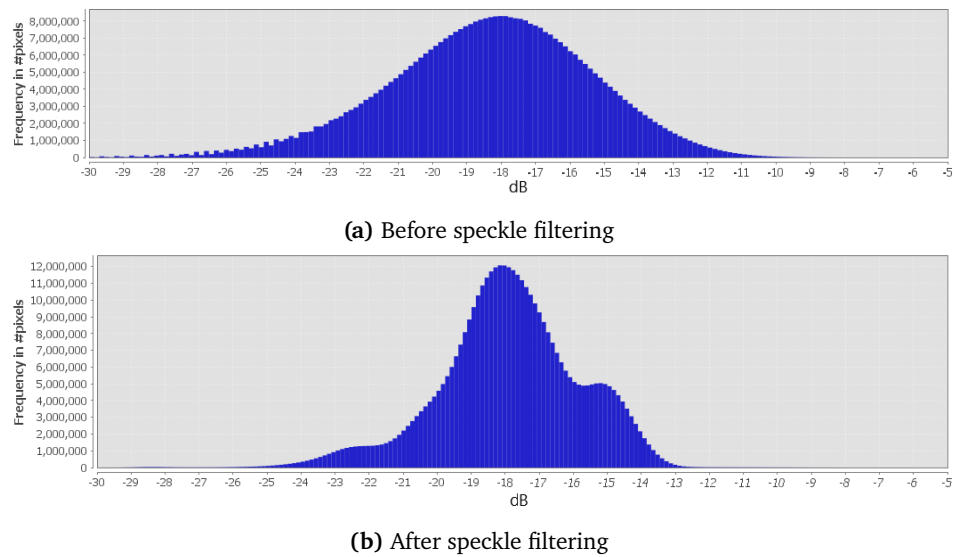 Frequency in #pixels
8,000,000
7,000,000
6,000,000
5,000,000
4,000,000
3,000,000
2,000,000
1,000,000
0
-30 -29 -28 -27 -26 -25 -24 -23 -22 -21 -20 -19 -18 -17 -16 -15 -14 -13 -12 -11 -10 -9 -8 -7 -6 -5
dB
(a) Before speckle filtering
Frequency in #pixels
12,000,000
11,000,000
10,000,000
9,000,000
8,000,000
7,000,000
6,000,000
5,000,000
4,000,000
3,000,000
2,000,000
1,000,000
0
-30 -29 -28 -27 -26 -25 -24 -23 -22 -21 -20 -19 -18 -17 -16 -15 -14 -13 -12 -11 -10 -9 -8 -7 -6 -5
dB
(b) After speckle filtering